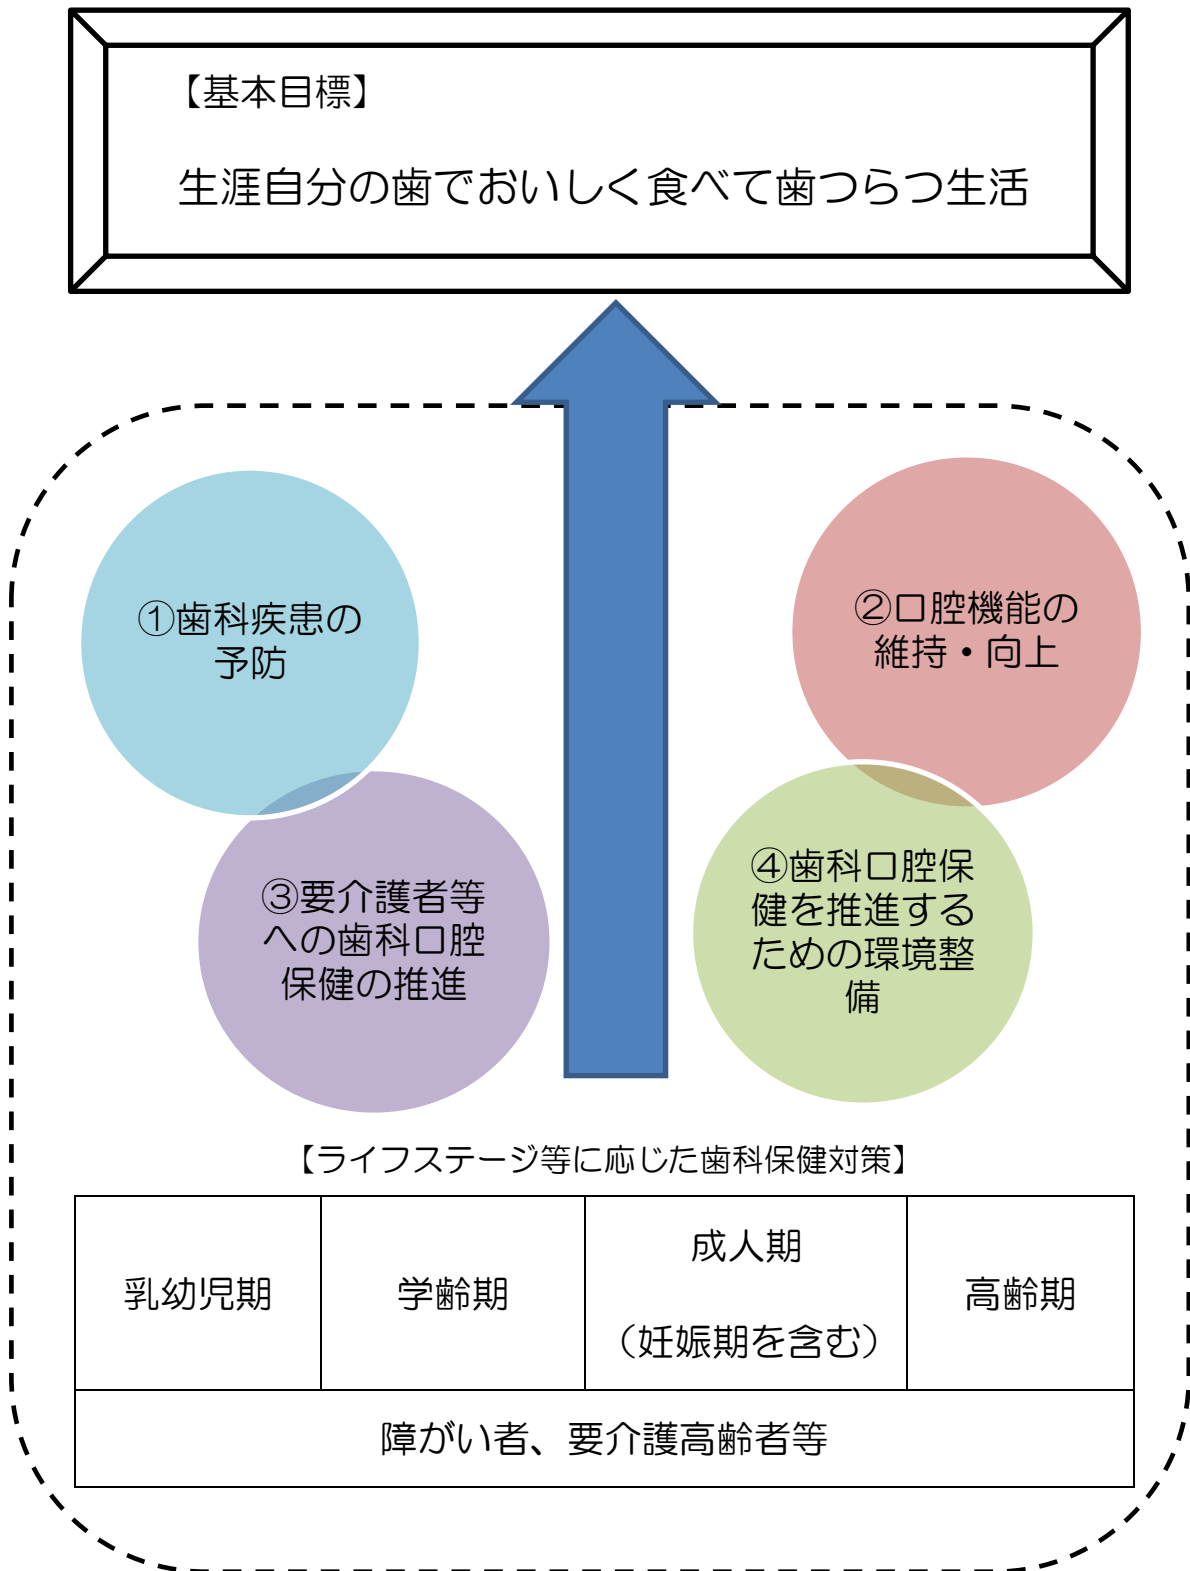 【基本目標】
生涯自分の歯でおいしく食べて歯つらつ生活
①歯科疾患の
予防
②口腔機能の
維持・向上
③要介護者等
への歯科口腔
保健の推進
④歯科口腔保
健を推進する
ための環境整
備
【ライフステージ等に応じた歯科保健対策】
乳幼児期
学齢期
成人期
（妊娠期を含む）
高齢期
障がい者、要介護高齢者等